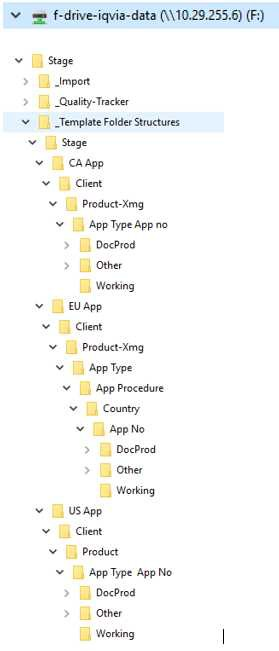 f-drive-iqvia-data (\\10.29.255.6) (F:)
Stage
_Import
_Quality-Tracker
_Template Folder Structures
Stage
CA App
Client
Product-Xmg
App Type App no
DocProd
Other
Working
EU App
Client
Product-Xmg
App Type
App Procedure
Country
App No
DocProd
Other
Working
US App
Client
Product
App Type  App No
DocProd
Other
Working